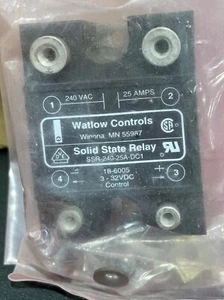 240 VAC 25 AMPS
1 2
Watlow Controls
Winona, MN 55987
Solid State Relay
SSR-240-25A-DC1
18-6005
4 3
3 - 32VDC
Control